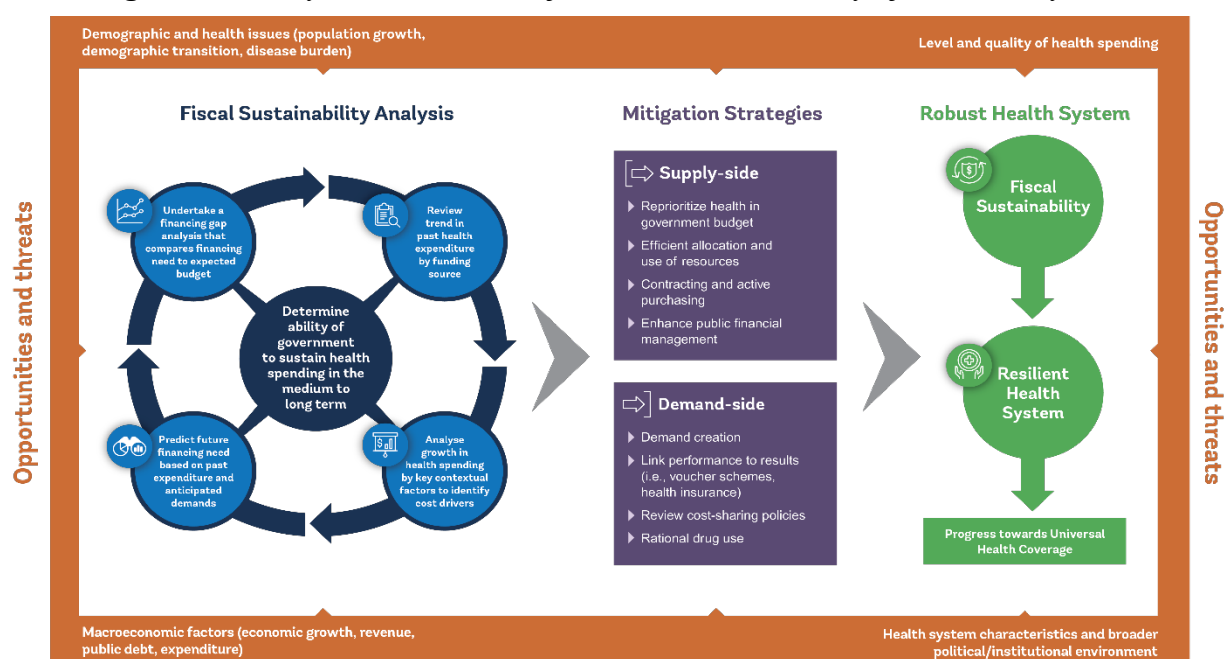 Demographic and health issues (population growth,
demographic transition, disease burden)
Level and quality of health spending
Opportunities and threats
Fiscal Sustainability Analysis
Undertake a
financing gap
analysis that
compares financing
need to expected
budget
Review
trend in
past health
expenditure
by funding
source
Determine
ability of
government
to sustain health
spending in the
medium to
long term
Predict future
financing need
based on past
expenditure and
anticipated
demands
Analyse
growth in
health spending
by key contextual
factors to identify
cost drivers
Mitigation Strategies
Supply-side
Reprioritize health in
government budget
Efficient allocation and
use of resources
Contracting and active
purchasing
Enhance public financial
management
Demand-side
Demand creation
Link performance to results
(i.e., voucher schemes,
health insurance)
Review cost-sharing policies
Rational drug use
Robust Health System
Fiscal
Sustainability
Resilient
Health
System
Progress towards Universal
Health Coverage
Opportunities and threats
Macroeconomic factors (economic growth, revenue,
public debt, expenditure)
Health system characteristics and broader
political/institutional environment